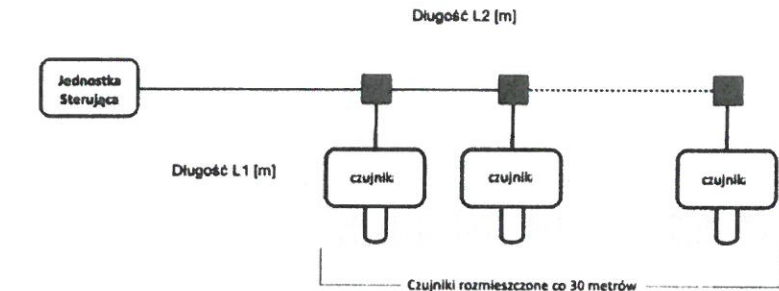 Długość L2 [m]
Jednostka
Sterująca
Długość L1 [m]
czujnik
czujnik
czujnik
Czujniki rozmieszczone co 30 metrów